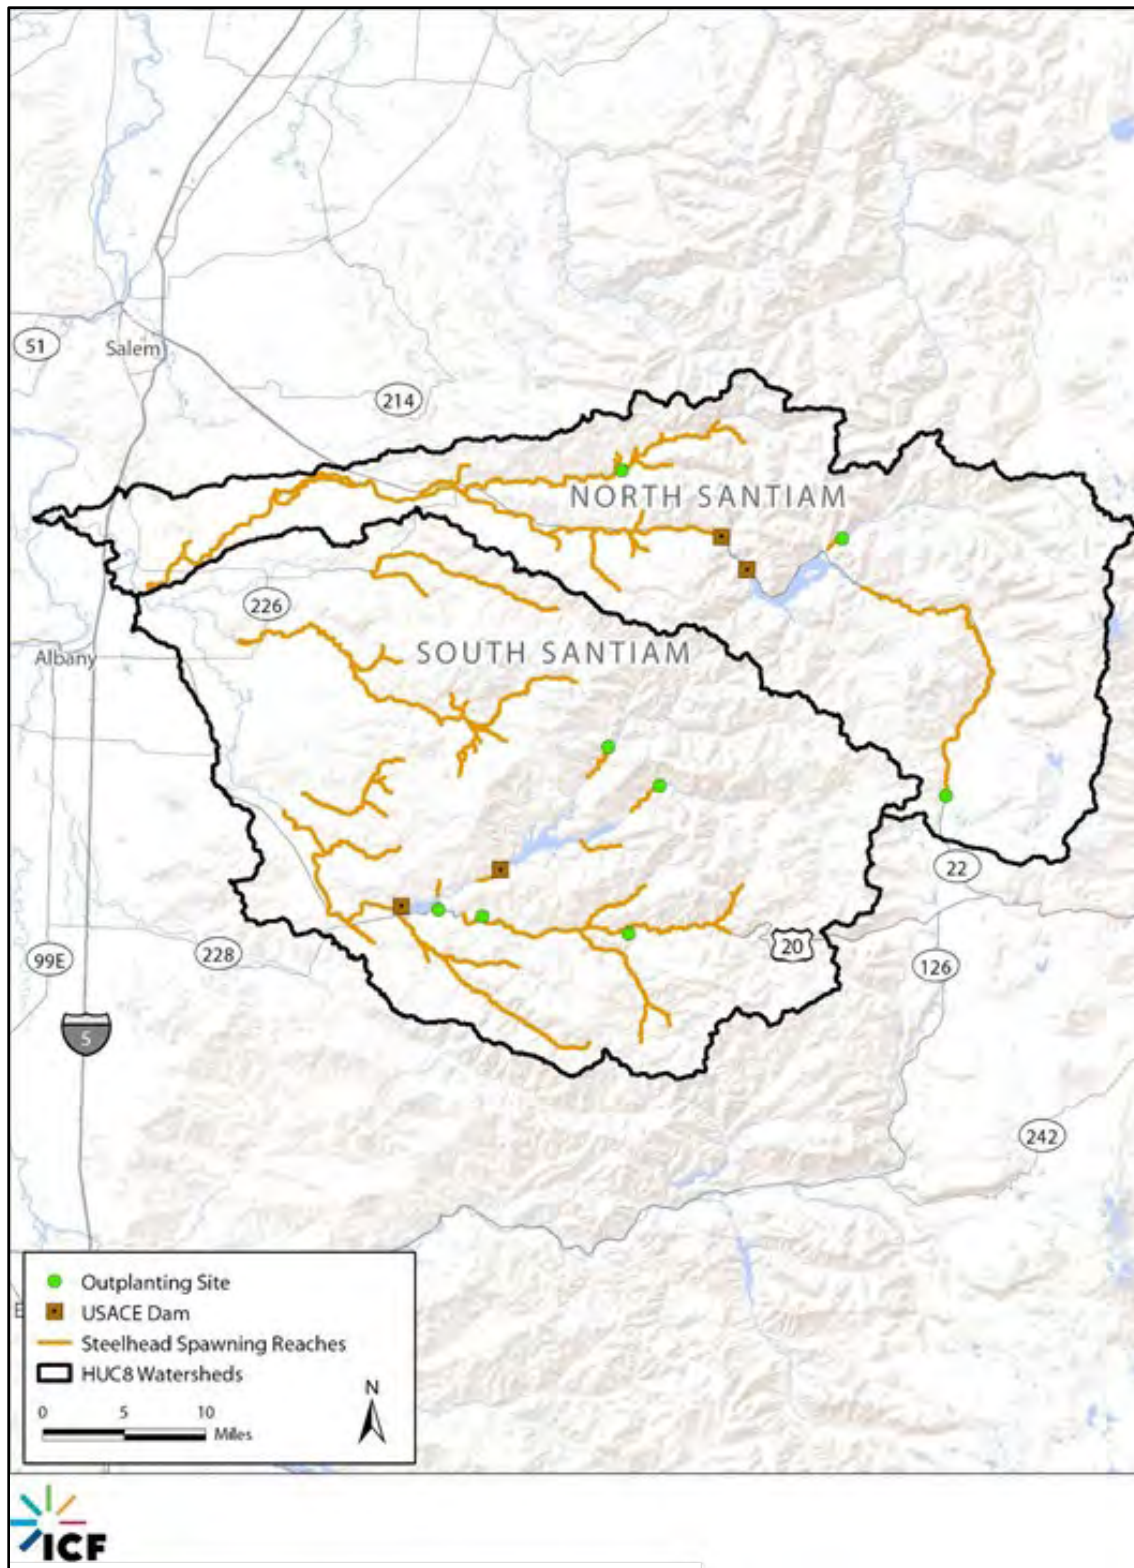 51
Salem
214
NORTH SANTIAM
226
SOUTH SANTIAM
Albany
22
20
99E
228
126
5
242
Outplanting Site
USACE Dam
E
Steelhead Spawning Reaches
HUC8 Watersheds
N
0 5 10
Miles
ICF